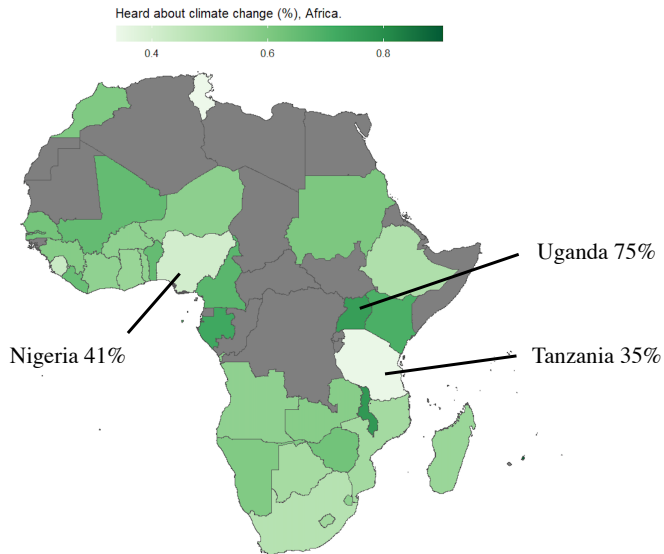 Heard about climate change (%), Africa.
0.4 0.6 0.8
Uganda 75%
Nigeria 41%
Tanzania 35%